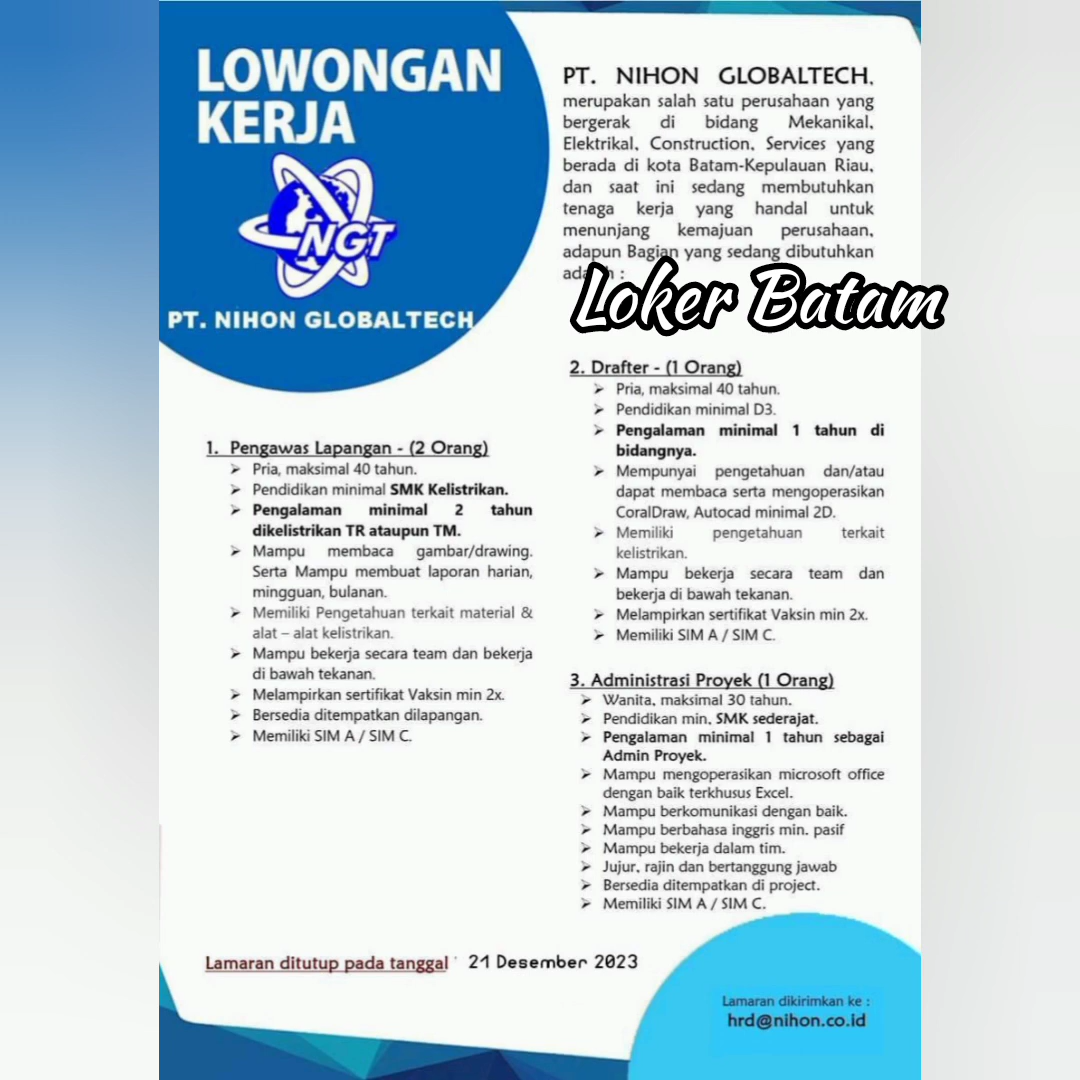 LOWONGAN
KERJA
NGT
PT. NIHON GLOBALTECH
PT. NIHON GLOBALTECH,
merupakan salah satu perusahaan yang
bergerak di bidang Mekanikal,
Elektrikal, Construction, Services yang
berada di kota Batam-Kepulauan Riau,
dan saat ini sedang membutuhkan
tenaga kerja yang handal untuk
menunjang kemajuan perusahaan,
adapun Bagian yang sedang dibutuhkan
:
Loker Batam
1. Pengawas Lapangan - (2 Orang)
➢ Pria, maksimal 40 tahun.
➢ Pendidikan minimal SMK Kelistrikan.
➢ Pengalaman minimal 2 tahun
dikelistrikan TR ataupun TM.
➢ Mampu membaca gambar/drawing.
Serta Mampu membuat laporan harian,
mingguan, bulanan.
➢ Memiliki Pengetahuan terkait material &
alat – alat kelistrikan.
➢ Mampu bekerja secara team dan bekerja
di bawah tekanan.
➢ Melampirkan sertifikat Vaksin min 2x.
➢ Bersedia ditempatkan dilapangan.
➢ Memiliki SIM A / SIM C.
2. Drafter - (1 Orang)
➢ Pria, maksimal 40 tahun.
➢ Pendidikan minimal D3.
➢ Pengalaman minimal 1 tahun di
bidangnya.
➢ Mempunyai pengetahuan dan/atau
dapat membaca serta mengoperasikan
CoralDraw, Autocad minimal 2D.
➢ Memiliki pengetahuan terkait
kelistrikan.
➢ Mampu bekerja secara team dan
bekerja di bawah tekanan.
➢ Melampirkan sertifikat Vaksin min 2x.
➢ Memiliki SIM A / SIM C.
3. Administrasi Proyek (1 Orang)
➢ Wanita, maksimal 30 tahun.
➢ Pendidikan min, SMK sederajat.
➢ Pengalaman minimal 1 tahun sebagai
Admin Proyek.
➢ Mampu mengoperasikan microsoft office
dengan baik terkhusus Excel.
➢ Mampu berkomunikasi dengan baik.
➢ Mampu berbahasa inggris min. pasif
➢ Mampu bekerja dalam tim.
➢ Jujur, rajin dan bertanggung jawab
➢ Bersedia ditempatkan di project.
➢ Memiliki SIM A / SIM C.
Lamaran ditutup pada tanggal 21 Desember 2023
Lamaran dikirimkan ke :
hrd@nihon.co.id